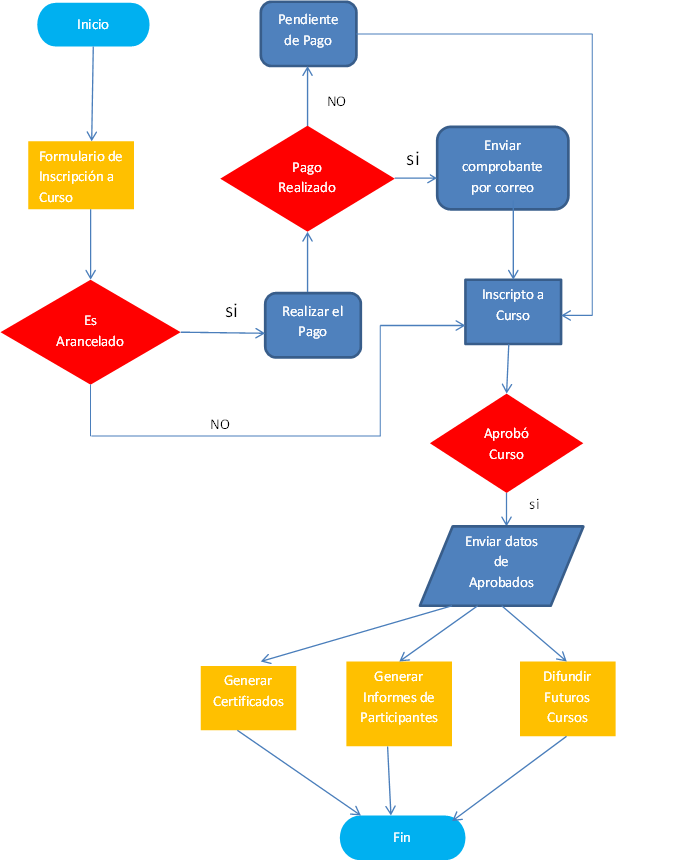 Inicio
Pendiente
de Pago
NO
Formulario de
Inscripción a
Curso
Pago
Realizado
si
Enviar
comprobante
por correo
Es
Arancelado
si
Realizar el
Pago
Inscripto a
Curso
NO
Aprobó
Curso
si
Enviar datos
de
Aprobados
Generar
Certificados
Generar
Informes de
Participantes
Difundir
Futuros
Cursos
Fin